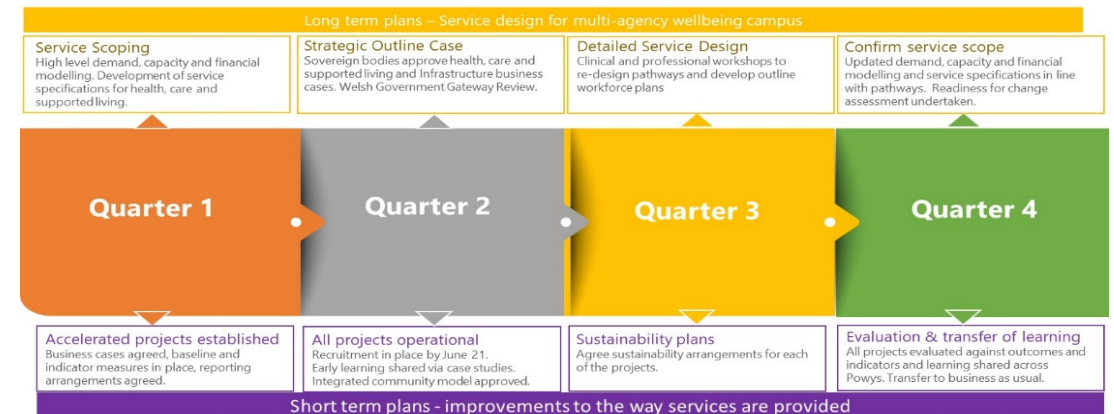 Long term plans – Service design for multi-agency wellbeing campus
Service Scoping
High level demand, capacity and financial
modelling. Development of service
specifications for health, care and
supported living.
Strategic Outline Case
Sovereign bodies approve health, care and
supported living and Infrastructure business
cases. Welsh Government Gateway Review.
Detailed Service Design
Clinical and professional workshops to
re-design pathways and develop outline
workforce plans
Confirm service scope
Updated demand, capacity and financial
modelling and service specifications in line
with pathways. Readiness for change
assessment undertaken.
Quarter 1
Quarter 2
Quarter 3
Quarter 4
Accelerated projects established
Business cases agreed, baseline and
indicator measures in place, reporting
arrangements agreed.
All projects operational
Recruitment in place by June 21.
Early learning shared via case studies.
Integrated community model approved.
Sustainability plans
Agree sustainability arrangements for each
of the projects.
Evaluation & transfer of learning
All projects evaluated against outcomes and
indicators and learning shared across
Powys. Transfer to business as usual.
Short term plans - improvements to the way services are provided